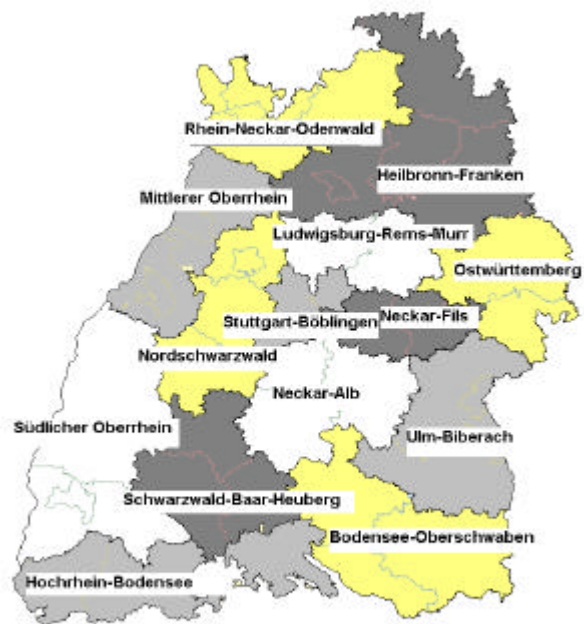 Rhein-Neckar-Odenwald
Heilbronn-Franken
Mittlerer Oberrhein
Ludwigsburg-Rems-Murr
Ostwürttemberg
Stuttgart-Böblingen
Neckar-Fils
Nordschwarzwald
Neckar-Alb
Südlicher Oberrhein
Ulm-Biberach
Schwarzwald-Baar-Heuberg
Bodensee-Oberschwaben
Hochrhein-Bodensee